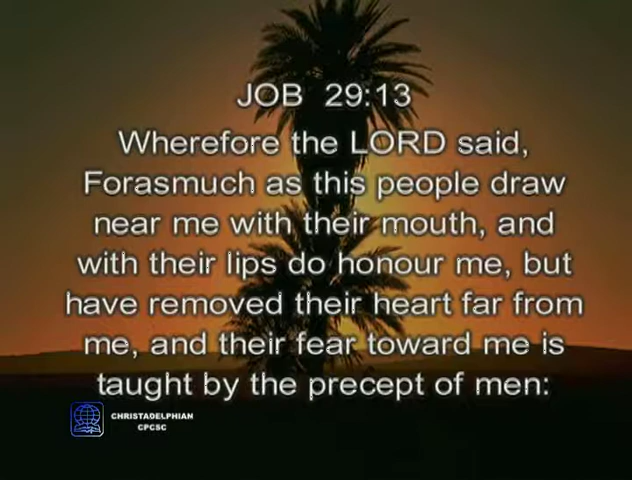 JOB 29:13
Wherefore the LORD said,
Forasmuch as this people draw
near me with their mouth, and
with their lips do honour me, but
have removed their heart far from
me, and their fear toward me is
taught by the precept of men:
CHRISTADELPHIAN
CPCSC